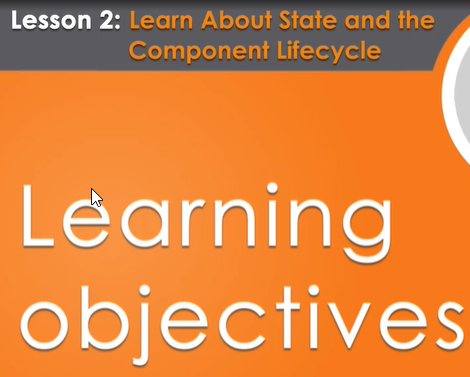 Lesson 2: Learn About State and the
Component Lifecycle
Learning
objectives